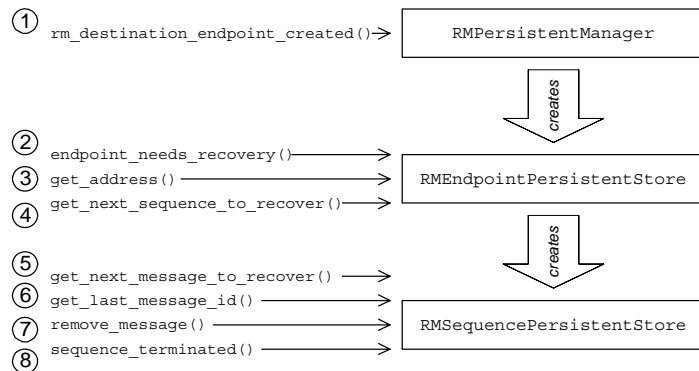 1 rm_destination_endpoint_created() RMPersistentManager
creates
2 endpoint_needs_recovery()
3 get_address() RMEndpointPersistentStore
4 get_next_sequence_to_recover()
creates
5 get_next_message_to_recover()
6 get_last_message_id()
7 remove_message() RMSequencePersistentStore
8 sequence_terminated()